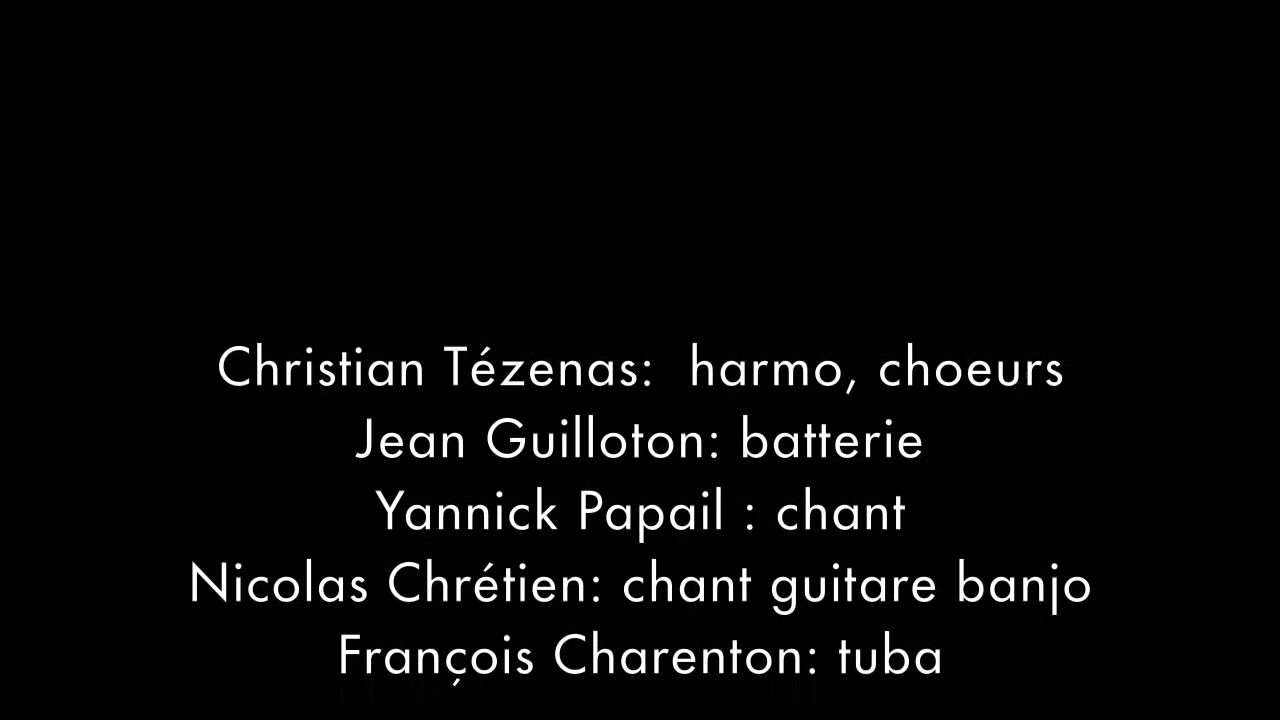 Christian Tézenas:  harmo, choeurs
Jean Guilloton: batterie
Yannick Papail : chant
Nicolas Chrétien: chant guitare banjo
François Charenton: tuba